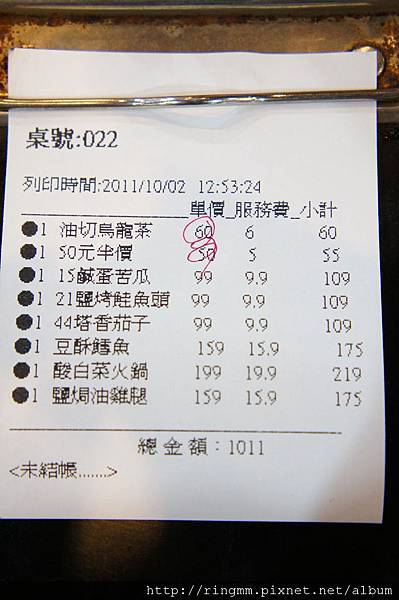 桌號:022
列印時間:2011/10/02 12:53:24
單價_服務費_小計
●1 油切烏龍茶 60 6 60
●1 50元半價 50 5 55
●1 15鹹蛋苦瓜 99 9.9 109
●1 21鹽烤鮭魚頭 99 9.9 109
●1 44塔香茄子 99 9.9 109
●1 豆酥鱈魚 159 15.9 175
●1 酸白菜火鍋 199 19.9 219
●1 鹽焗油雞腿 159 15.9 175
總金額:1011
<未結帳.......>
http://ringmm.pixnet.net/album